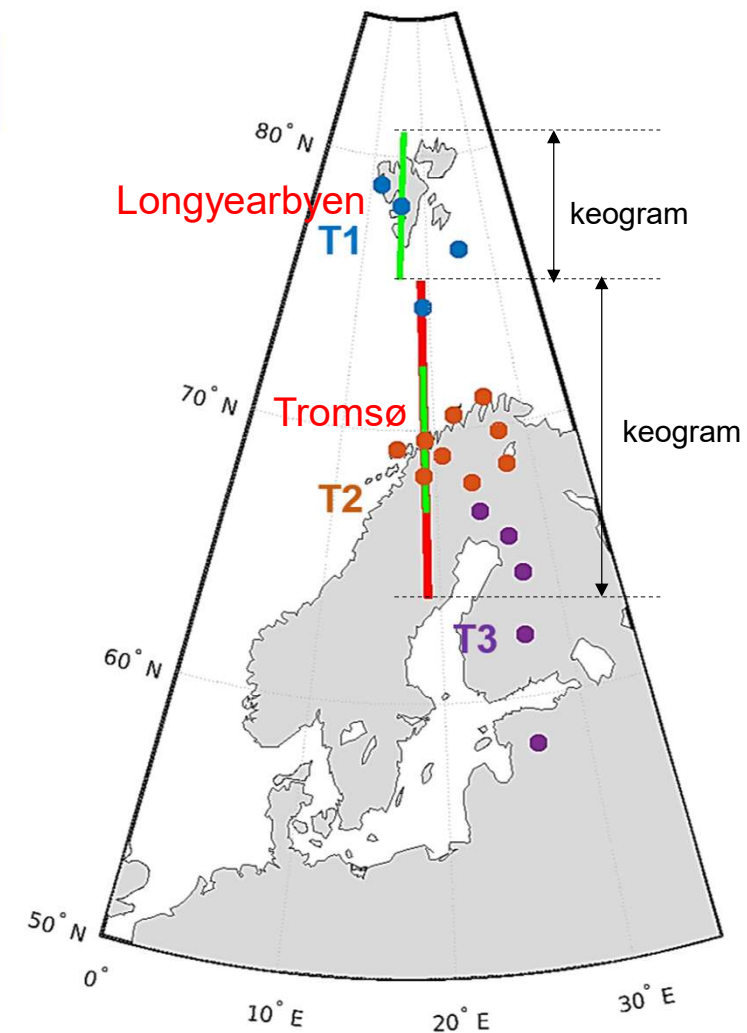 80° N
Longyearbyen
T1
keogram
70° N
Tromsø
keogram
T2
T3
60° N
50° N
0°
10° E
20° E
30° E